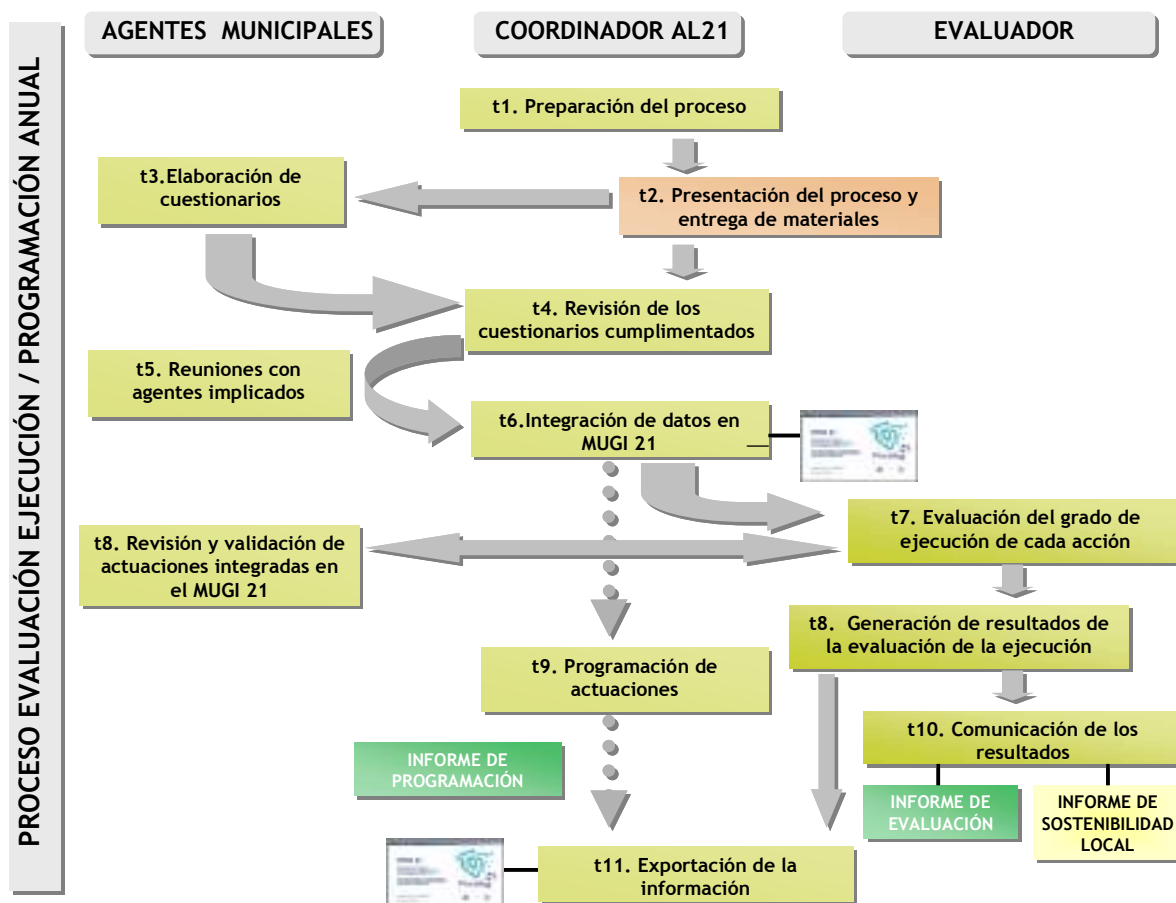 PROCESO EVALUACIÓN EJECUCIÓN / PROGRAMACIÓN ANUAL
AGENTES MUNICIPALES
COORDINADOR AL21
EVALUADOR
t1. Preparación del proceso
t3.Elaboración de
cuestionarios
t2. Presentación del proceso y
entrega de materiales
t4. Revisión de los
cuestionarios cumplimentados
t5. Reuniones con
agentes implicados
t6.Integración de datos en
MUGI 21
t7. Evaluación del grado de
ejecución de cada acción
t8. Revisión y validación de
actuaciones integradas en
el MUGI 21
t8. Generación de resultados de
la evaluación de la ejecución
t9. Programación de
actuaciones
t10. Comunicación de los
resultados
INFORME DE
PROGRAMACIÓN
INFORME DE
EVALUACIÓN
INFORME DE
SOSTENIBILIDAD
LOCAL
t11. Exportación de la
información